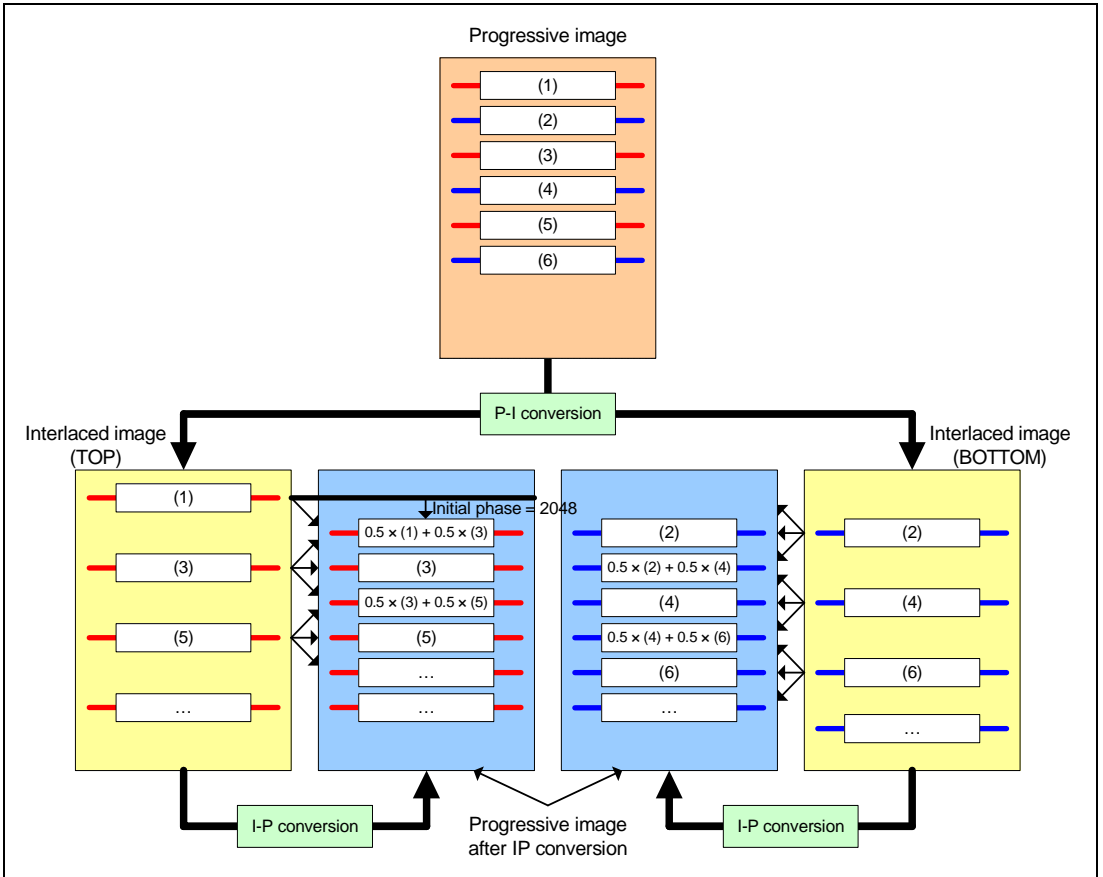 Progressive image
(1)
(2)
(3)
(4)
(5)
(6)
P-I conversion
Interlaced image
(TOP)
Interlaced image
(BOTTOM)
(1)
(3)
(5)
…
Initial phase = 2048
0.5 × (1) + 0.5 × (3)
(3)
0.5 × (3) + 0.5 × (5)
(5)
…
…
(2)
0.5 × (2) + 0.5 × (4)
(4)
0.5 × (4) + 0.5 × (6)
(6)
…
(2)
(4)
(6)
…
I-P conversion
Progressive image
after IP conversion
I-P conversion